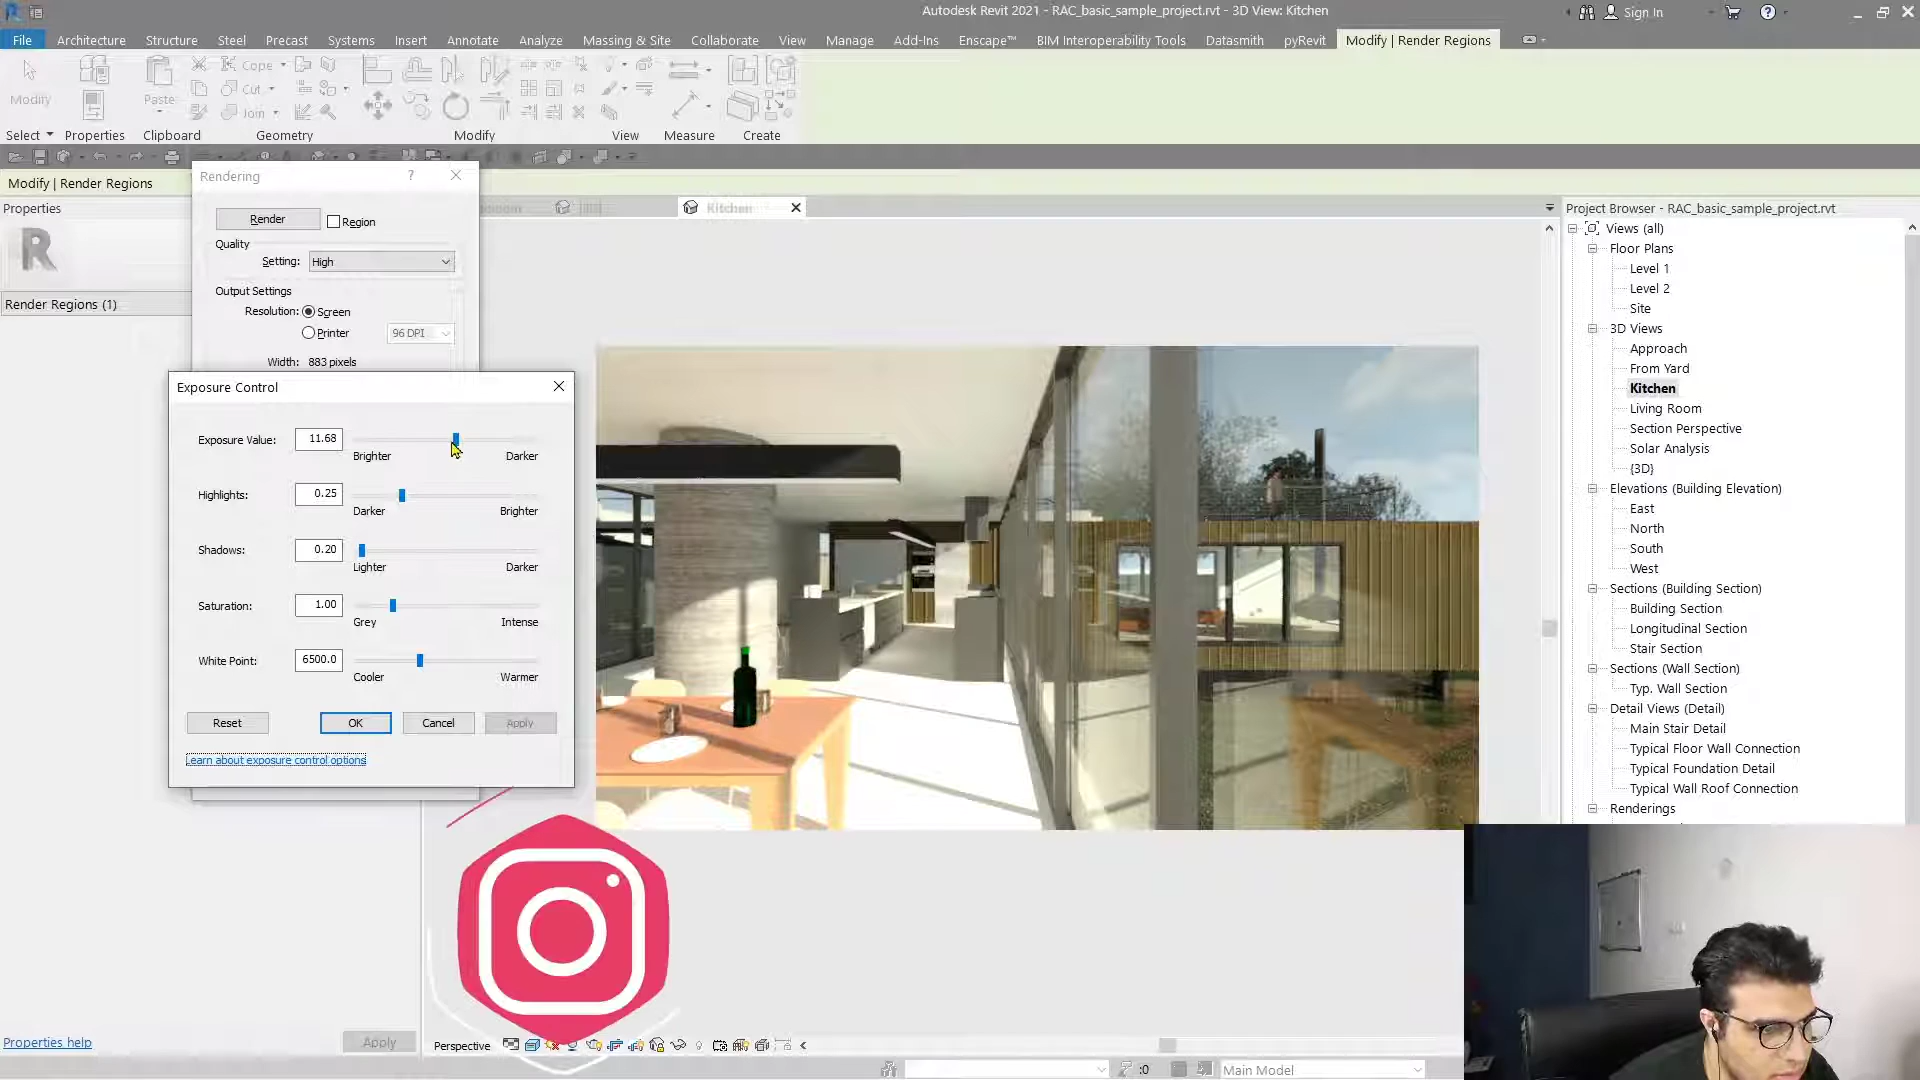 Autodesk Revit 2021 - RAC_basic_sample_project.rvt - 3D View: Kitchen
Sign In
File Architecture Structure Steel Precast Systems Insert Annotate Analyze Massing & Site Collaborate View Manage Add-Ins Enscape™ BIM Interoperability Tools Datasmith pyRevit Modify | Render Regions
Modify
Paste
Cope
Cut
Join
Select Properties Clipboard Geometry Modify View Measure Create
Modify | Render Regions
Properties
Render Regions (1)
Rendering
Render
Region
Quality
Setting: High
Output Settings
Resolution: Screen
Printer 96 DPI
Width: 883 pixels
Exposure Control
Exposure Value: 11.68
Brighter Darker
Highlights: 0.25
Darker Brighter
Shadows: 0.20
Lighter Darker
Saturation: 1.00
Grey Intense
White Point: 6500.0
Cooler Warmer
Reset OK Cancel Apply
Learn about exposure control options
Kitchen
Project Browser - RAC_basic_sample_project.rvt
Views (all)
Floor Plans
Level 1
Level 2
Site
3D Views
Approach
From Yard
Kitchen
Living Room
Section Perspective
Solar Analysis
{3D}
Elevations (Building Elevation)
East
North
South
West
Sections (Building Section)
Building Section
Longitudinal Section
Stair Section
Sections (Wall Section)
Typ. Wall Section
Detail Views (Detail)
Main Stair Detail
Typical Floor Wall Connection
Typical Foundation Detail
Typical Wall Roof Connection
Renderings
Properties help
Apply
Perspective
:0
Main Model